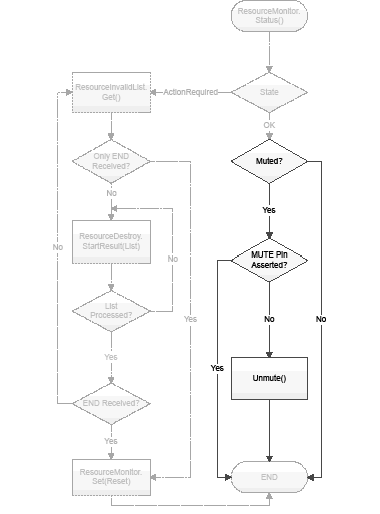 ResourceMonitor.
Status()
ResourceInvalidList.
Get()
ActionRequired
State
OK
Only END
Received?
Muted?
No
Yes
ResourceDestroy.
StartResult(List)
No
No
MUTE Pin
Asserted?
List
Processed?
Yes
No
No
Yes
Yes
Unmute()
END Received?
Yes
ResourceMonitor.
Set(Reset)
END